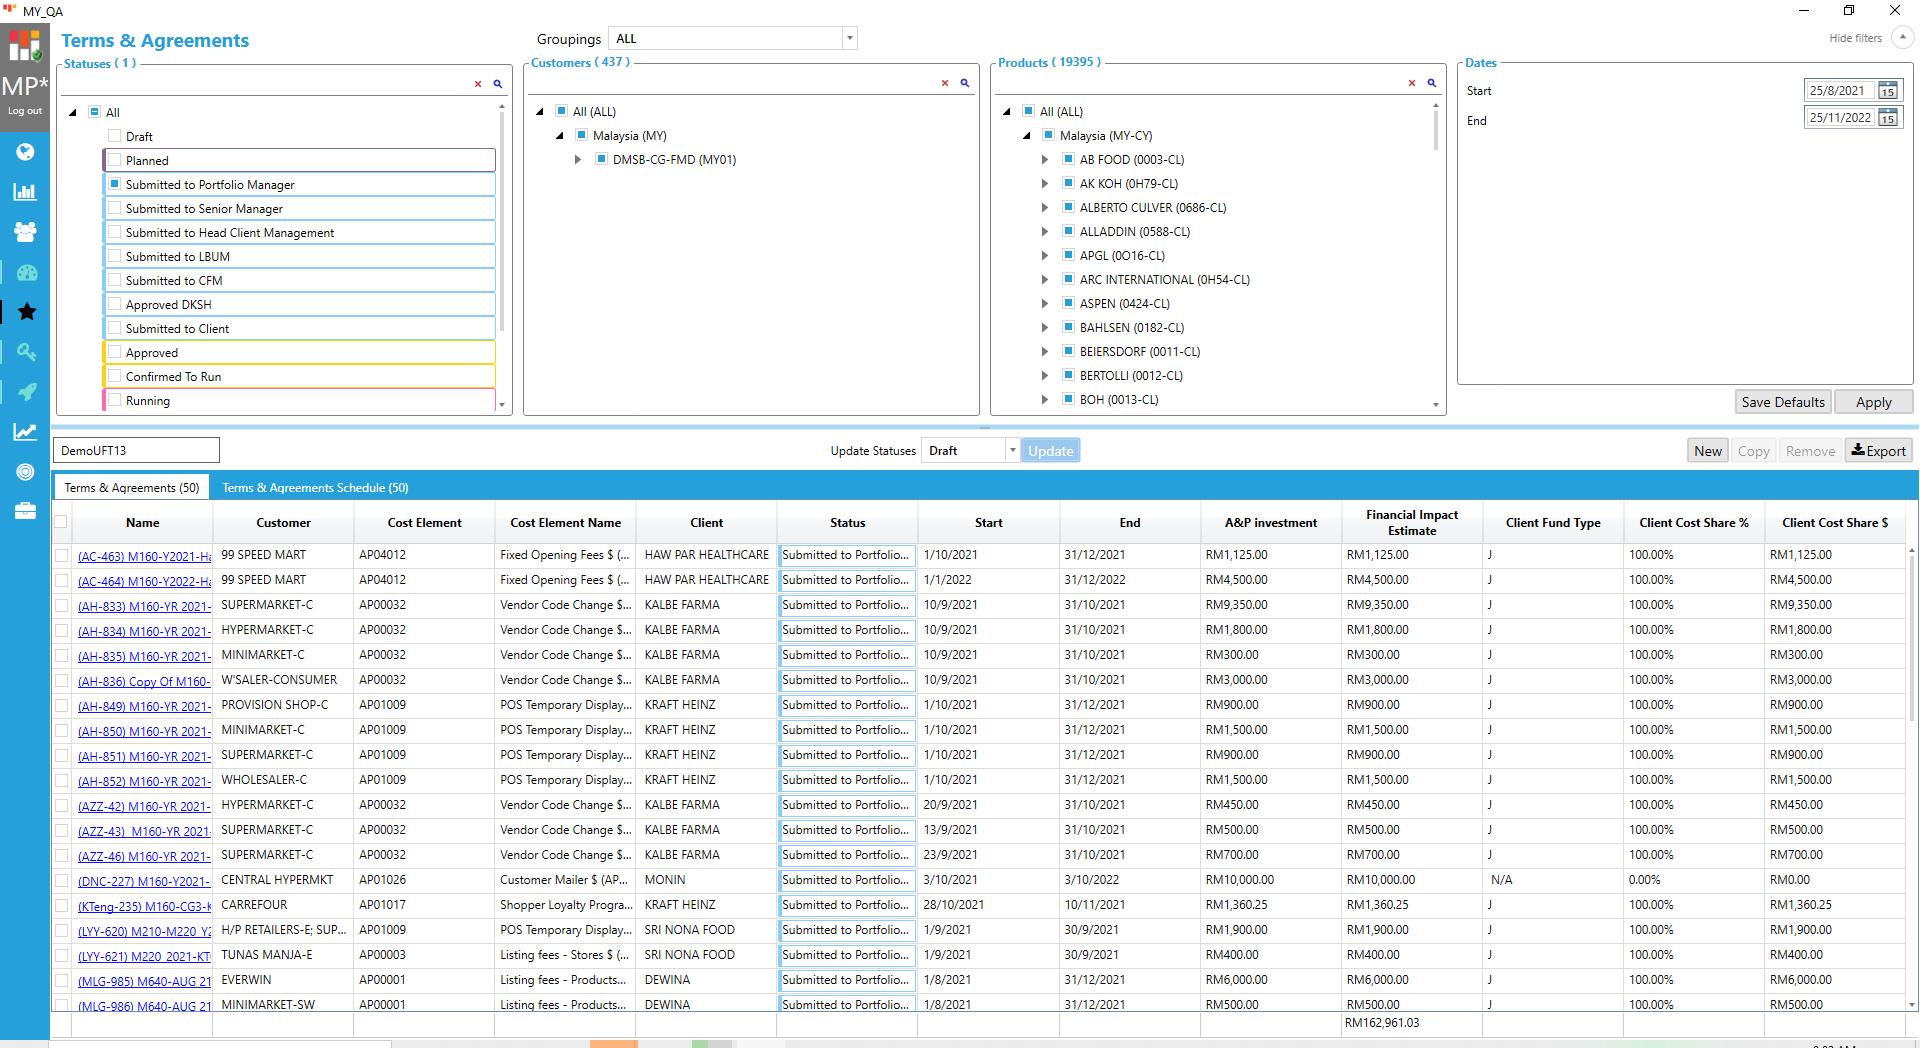 MY_QA
MP*
Log out
Terms & Agreements
Groupings ALL
Hide filters
Statuses ( 1 )
All
Draft
Planned
Submitted to Portfolio Manager
Submitted to Senior Manager
Submitted to Head Client Management
Submitted to LBUM
Submitted to CFM
Approved DKSH
Submitted to Client
Approved
Confirmed To Run
Running
Customers ( 437 )
All (ALL)
Malaysia (MY)
DMSB-CG-FMD (MY01)
Products ( 19395 )
All (ALL)
Malaysia (MY-CY)
AB FOOD (0003-CL)
AK KOH (0H79-CL)
ALBERTO CULVER (0686-CL)
ALLADDIN (0588-CL)
APGL (0O16-CL)
ARC INTERNATIONAL (0H54-CL)
ASPEN (0424-CL)
BAHLSEN (0182-CL)
BEIERSDORF (0011-CL)
BERTOLLI (0012-CL)
BOH (0013-CL)
Dates
Start 25/8/2021 15
End 25/11/2022 15
Save Defaults Apply
DemoUFT13 Update Statuses Draft Update New Copy Remove Export
Terms & Agreements (50) Terms & Agreements Schedule (50)
Name Customer Cost Element Cost Element Name Client Status Start End A&P investment Financial Impact Estimate Client Fund Type Client Cost Share % Client Cost Share $
(AC-463) M160-Y2021-Ha 99 SPEED MART AP04012 Fixed Opening Fees $ (... HAW PAR HEALTHCARE Submitted to Portfolio... 1/10/2021 31/12/2021 RM1,125.00 RM1,125.00 J 100.00% RM1,125.00
(AC-464) M160-Y2022-Ha 99 SPEED MART AP04012 Fixed Opening Fees $ (... HAW PAR HEALTHCARE Submitted to Portfolio... 1/1/2022 31/12/2022 RM4,500.00 RM4,500.00 J 100.00% RM4,500.00
(AH-833) M160-YR 2021- SUPERMARKET-C AP00032 Vendor Code Change $... KALBE FARMA Submitted to Portfolio... 10/9/2021 31/10/2021 RM9,350.00 RM9,350.00 J 100.00% RM9,350.00
(AH-834) M160-YR 2021- HYPERMARKET-C AP00032 Vendor Code Change $... KALBE FARMA Submitted to Portfolio... 10/9/2021 31/10/2021 RM1,800.00 RM1,800.00 J 100.00% RM1,800.00
(AH-835) M160-YR 2021- MINIMARKET-C AP00032 Vendor Code Change $... KALBE FARMA Submitted to Portfolio... 10/9/2021 31/10/2021 RM300.00 RM300.00 J 100.00% RM300.00
(AH-836) Copy Of M160- W'SALER-CONSUMER AP00032 Vendor Code Change $... KALBE FARMA Submitted to Portfolio... 10/9/2021 31/10/2021 RM3,000.00 RM3,000.00 J 100.00% RM3,000.00
(AH-849) M160-YR 2021- PROVISION SHOP-C AP01009 POS Temporary Display... KRAFT HEINZ Submitted to Portfolio... 1/10/2021 31/12/2021 RM900.00 RM900.00 J 100.00% RM900.00
(AH-850) M160-YR 2021- MINIMARKET-C AP01009 POS Temporary Display... KRAFT HEINZ Submitted to Portfolio... 1/10/2021 31/12/2021 RM1,500.00 RM1,500.00 J 100.00% RM1,500.00
(AH-851) M160-YR 2021- SUPERMARKET-C AP01009 POS Temporary Display... KRAFT HEINZ Submitted to Portfolio... 1/10/2021 31/12/2021 RM900.00 RM900.00 J 100.00% RM900.00
(AH-852) M160-YR 2021- WHOLESALER-C AP01009 POS Temporary Display... KRAFT HEINZ Submitted to Portfolio... 1/10/2021 31/12/2021 RM1,500.00 RM1,500.00 J 100.00% RM1,500.00
(AZZ-42) M160-YR 2021- HYPERMARKET-C AP00032 Vendor Code Change $... KALBE FARMA Submitted to Portfolio... 20/9/2021 31/10/2021 RM450.00 RM450.00 J 100.00% RM450.00
(AZZ-43) M160-YR 2021- SUPERMARKET-C AP00032 Vendor Code Change $... KALBE FARMA Submitted to Portfolio... 13/9/2021 31/10/2021 RM500.00 RM500.00 J 100.00% RM500.00
(AZZ-46) M160-YR 2021- SUPERMARKET-C AP00032 Vendor Code Change $... KALBE FARMA Submitted to Portfolio... 23/9/2021 31/10/2021 RM700.00 RM700.00 J 100.00% RM700.00
(DNC-227) M160-Y2021- CENTRAL HYPERMKT AP01026 Customer Mailer $ (AP... MONIN Submitted to Portfolio... 3/10/2021 3/10/2022 RM10,000.00 RM10,000.00 N/A 0.00% RM0.00
(KTeng-235) M160-CG3-K CARREFOUR AP01017 Shopper Loyalty Progra... KRAFT HEINZ Submitted to Portfolio... 28/10/2021 10/11/2021 RM1,360.25 RM1,360.25 J 100.00% RM1,360.25
(LYY-620) M210-M220 Y2 H/P RETAILERS-E; SUP... AP01009 POS Temporary Display... SRI NONA FOOD Submitted to Portfolio... 1/9/2021 30/9/2021 RM1,900.00 RM1,900.00 J 100.00% RM1,900.00
(LYY-621) M220 2021-KT TUNAS MANJA-E AP00003 Listing fees - Stores $ (... SRI NONA FOOD Submitted to Portfolio... 1/9/2021 30/9/2021 RM400.00 RM400.00 J 100.00% RM400.00
(MLG-985) M640-AUG 21 EVERWIN AP00001 Listing fees - Products... DEWINA Submitted to Portfolio... 1/8/2021 31/12/2021 RM6,000.00 RM6,000.00 J 100.00% RM6,000.00
(MLG-986) M640-AUG 21 MINIMARKET-SW AP00001 Listing fees - Products... DEWINA Submitted to Portfolio... 1/8/2021 31/12/2021 RM500.00 RM500.00 J 100.00% RM500.00
RM162,961.03